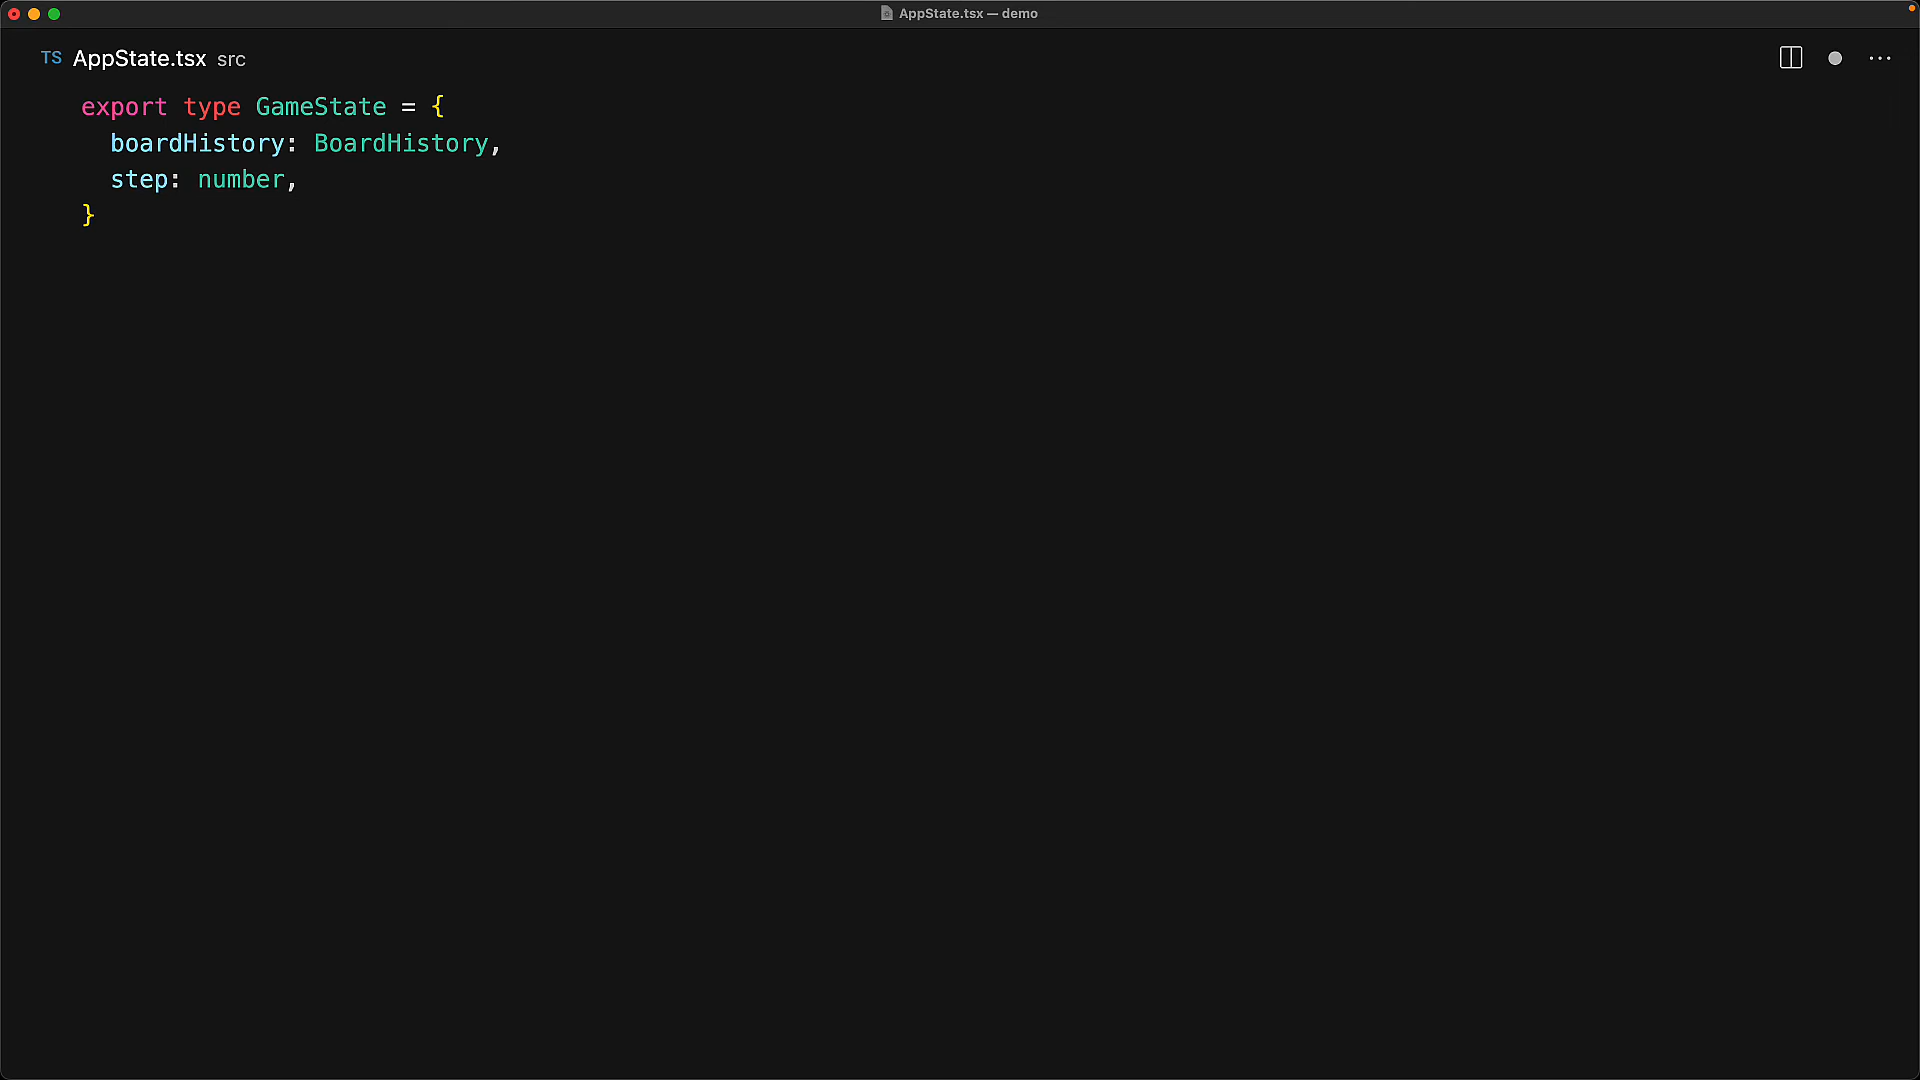 AppState.tsx — demo
TS AppState.tsx src
export type GameState = {
  boardHistory: BoardHistory,
  step: number,
}